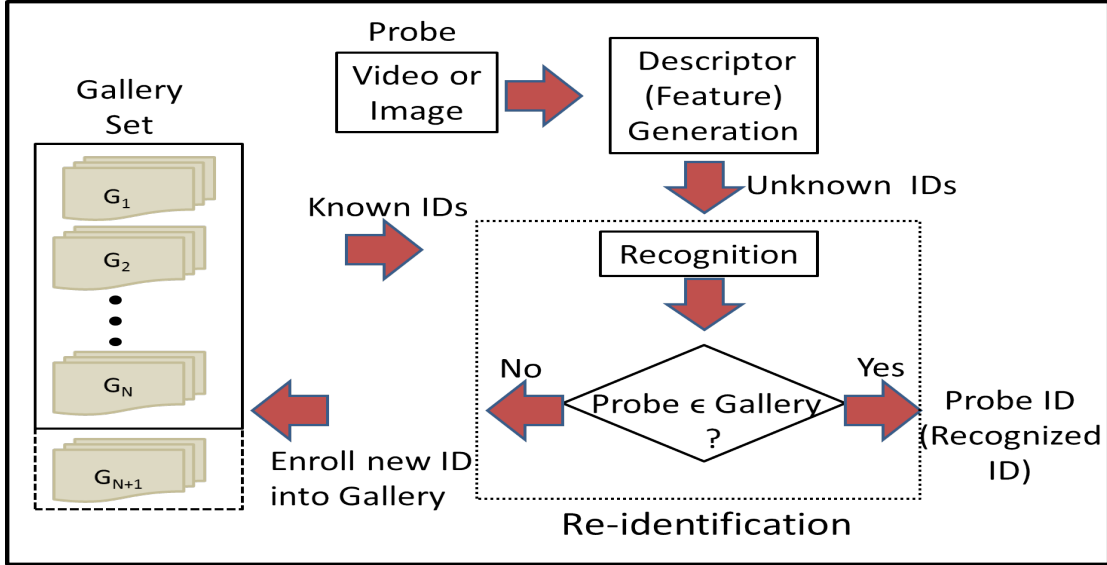 Probe
Video or
Image
Descriptor
(Feature)
Generation
Gallery
Set
G1
G2
GN
GN+1
Known IDs
Unknown IDs
Recognition
No
Yes
Probe ϵ Gallery
?
Probe ID
(Recognized
ID)
Enroll new ID
into Gallery
Re-identification